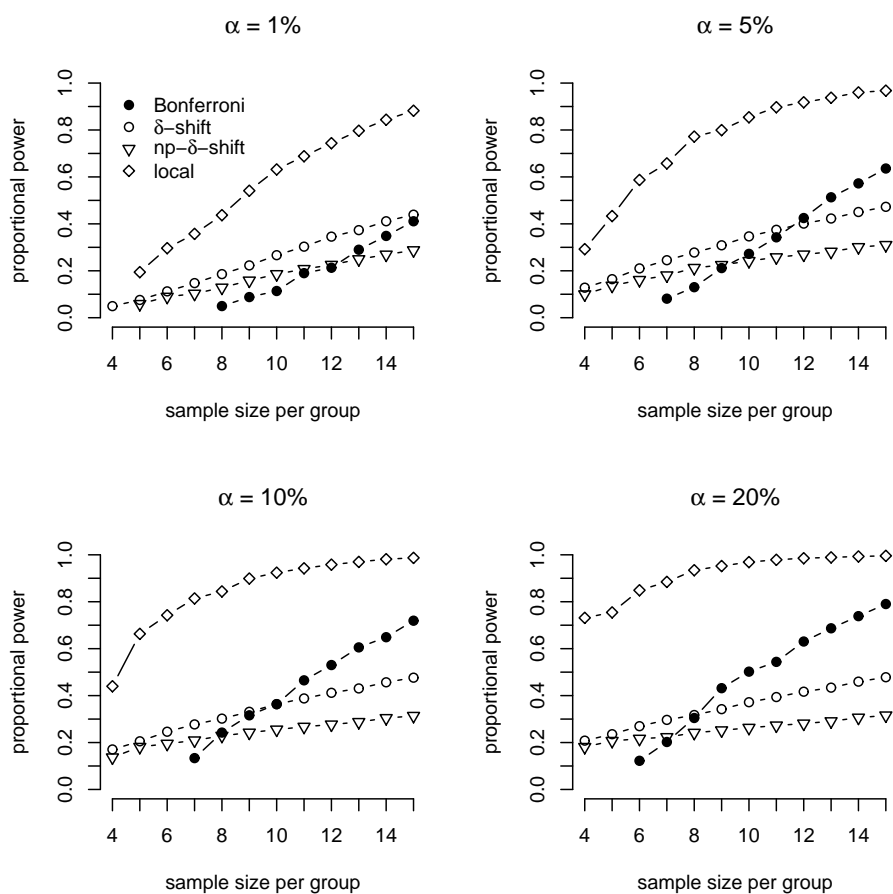 α = 1%
proportional power
0.0 0.2 0.4 0.6 0.8 1.0
Bonferroni
δ−shift
np−δ−shift
local
4 6 8 10 12 14
sample size per group
α = 5%
proportional power
0.0 0.2 0.4 0.6 0.8 1.0
4 6 8 10 12 14
sample size per group
α = 10%
proportional power
0.0 0.2 0.4 0.6 0.8 1.0
4 6 8 10 12 14
sample size per group
α = 20%
proportional power
0.0 0.2 0.4 0.6 0.8 1.0
4 6 8 10 12 14
sample size per group